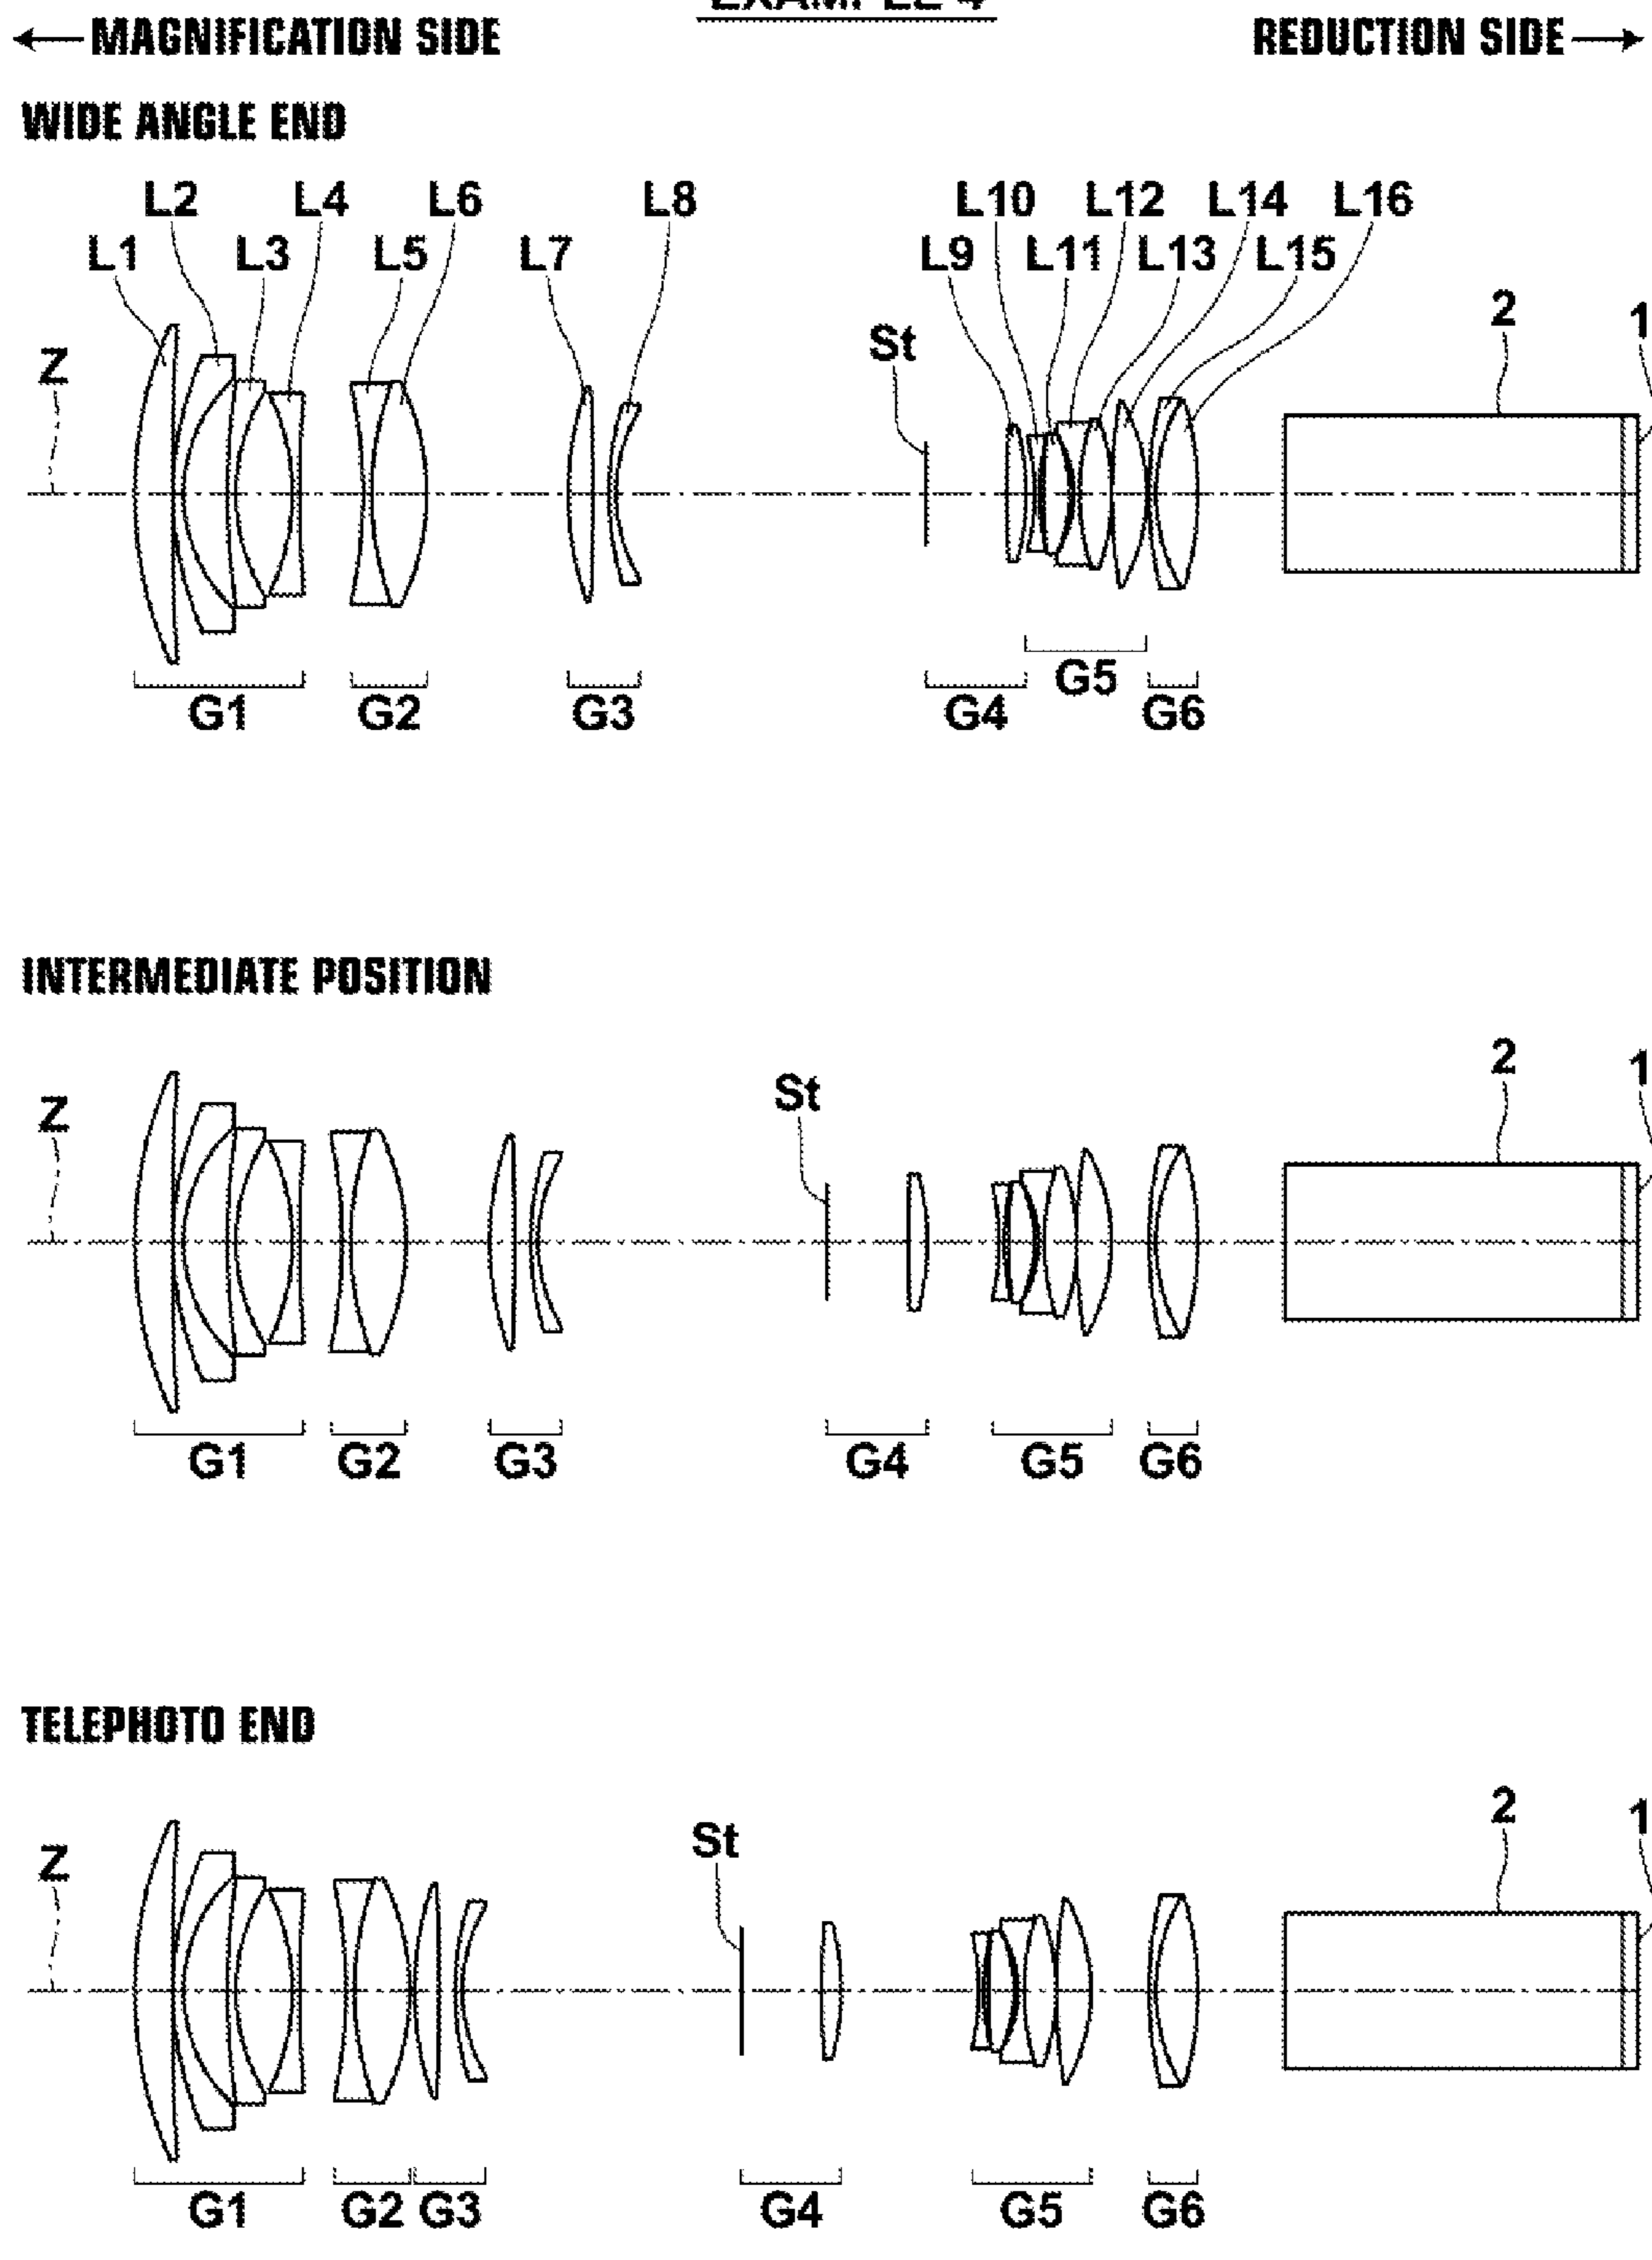 EXAMPLE 4
← MAGNIFICATION SIDE REDUCTION SIDE →
WIDE ANGLE END
L2 L4 L6 L8 L10 L12 L14 L16
L1 L3 L5 L7 L9 L11 L13 L15
Z St 2 1
G1 G2 G3 G4 G5 G6
INTERMEDIATE POSITION
Z St 2 1
G1 G2 G3 G4 G5 G6
TELEPHOTO END
Z St 2 1
G1 G2 G3 G4 G5 G6